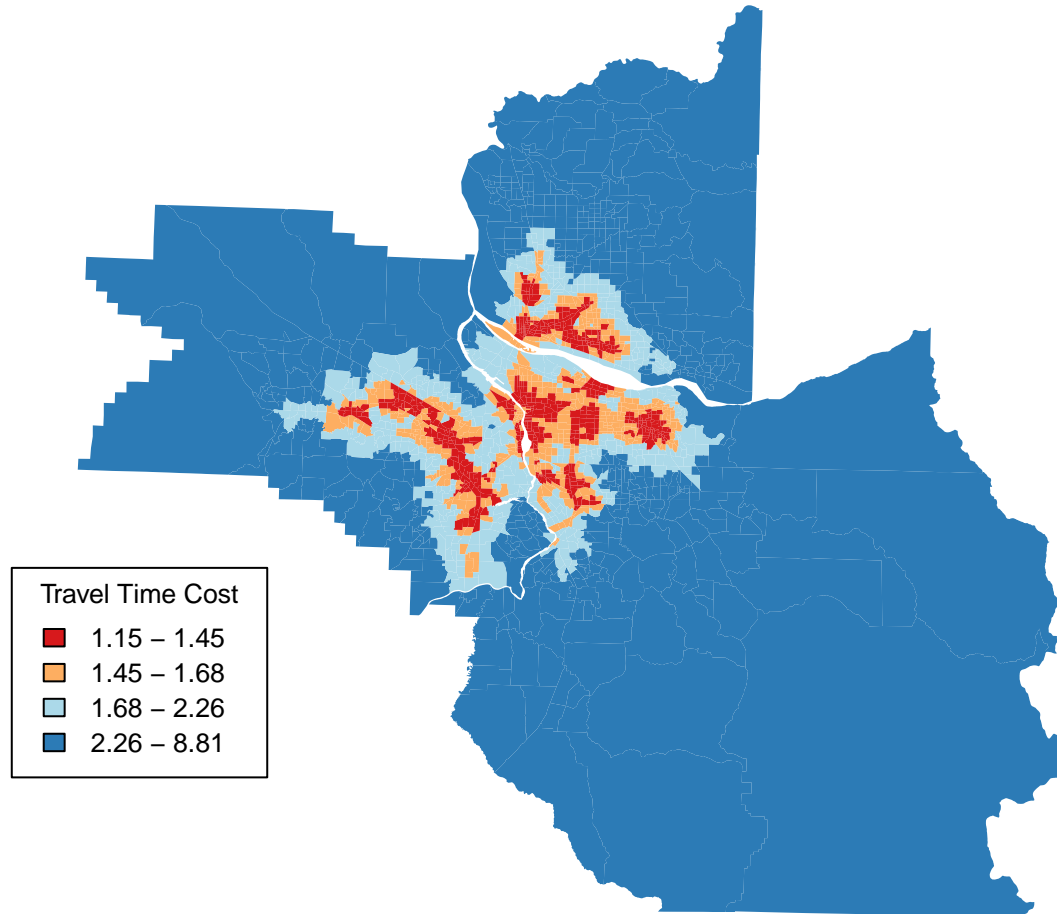 Travel Time Cost
1.15 – 1.45
1.45 – 1.68
1.68 – 2.26
2.26 – 8.81